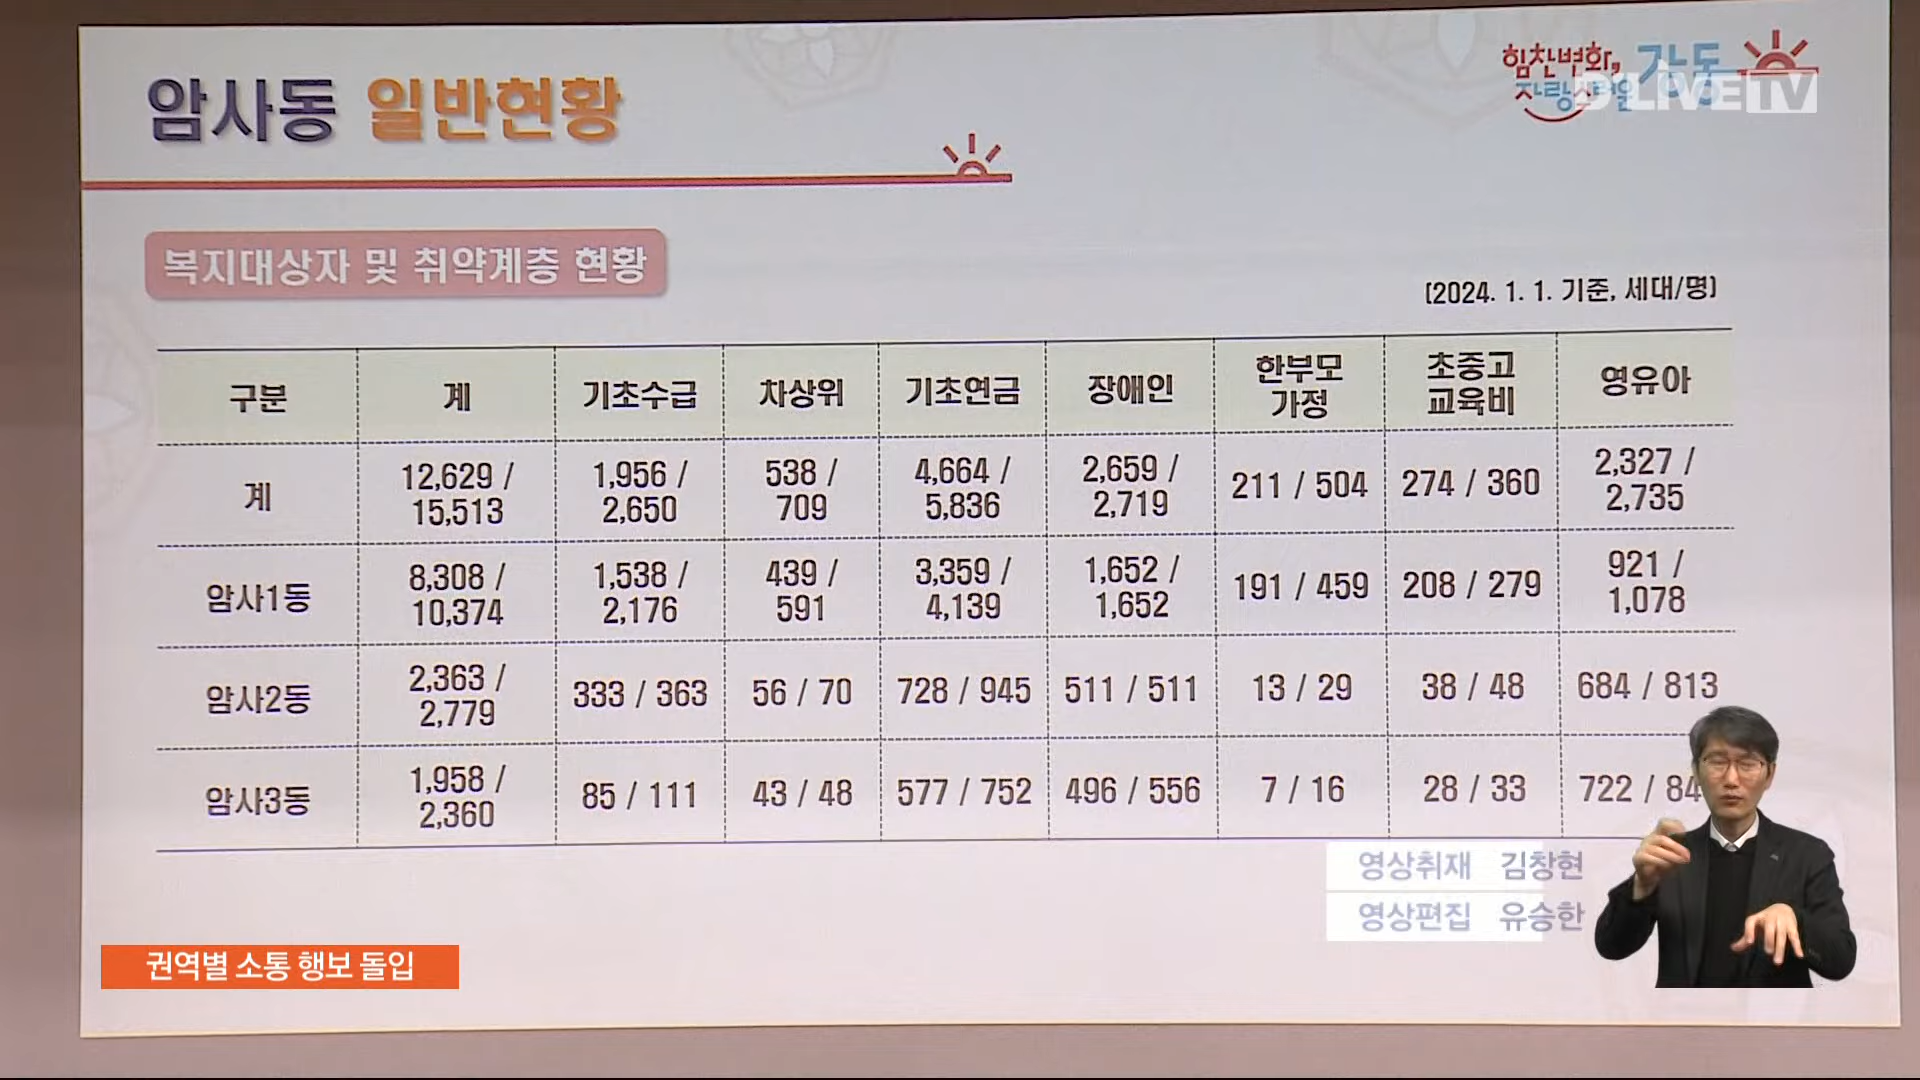 암사동 일반현황
힘찬변화,
자랑스러운 강동
D'LIVE TV
복지대상자 및 취약계층 현황
(2024. 1. 1. 기준, 세대/명)
구분 계 기초수급 차상위 기초연금 장애인 한부모 가정 초중고 교육비 영유아
계 12,629 / 15,513 1,956 / 2,650 538 / 709 4,664 / 5,836 2,659 / 2,719 211 / 504 274 / 360 2,327 / 2,735
암사1동 8,308 / 10,374 1,538 / 2,176 439 / 591 3,359 / 4,139 1,652 / 1,652 191 / 459 208 / 279 921 / 1,078
암사2동 2,363 / 2,779 333 / 363 56 / 70 728 / 945 511 / 511 13 / 29 38 / 48 684 / 813
암사3동 1,958 / 2,360 85 / 111 43 / 48 577 / 752 496 / 556 7 / 16 28 / 33 722 /
영상취재 김창현
영상편집 유승한
권역별 소통 행보 돌입